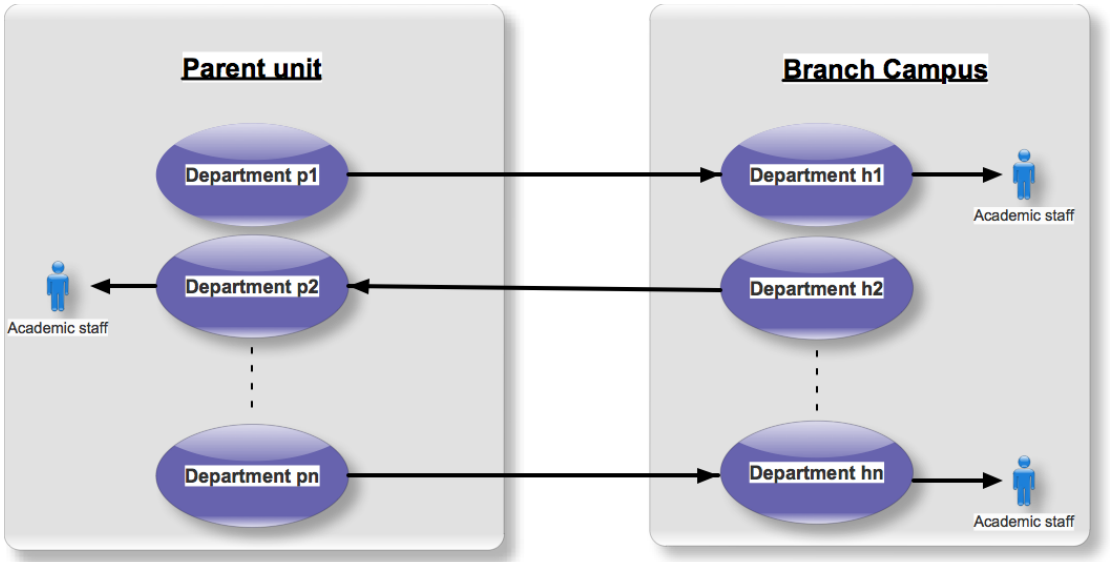 Parent unit
Branch Campus
Department p1
Department h1
Academic staff
Department p2
Department h2
Academic staff
Department pn
Department hn
Academic staff